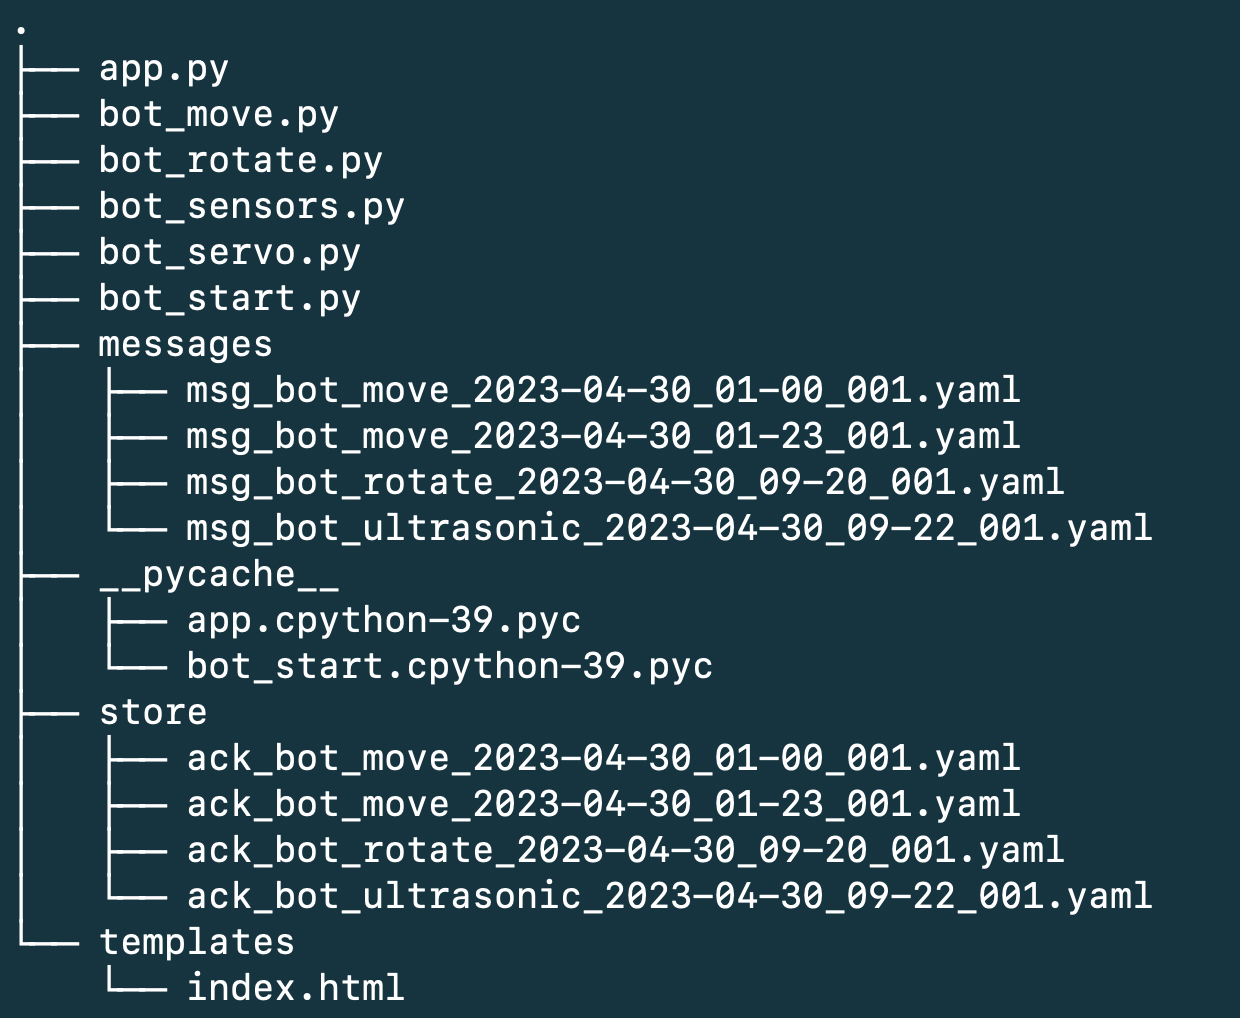 .
├── app.py
├── bot_move.py
├── bot_rotate.py
├── bot_sensors.py
├── bot_servo.py
├── bot_start.py
├── messages
│   ├── msg_bot_move_2023-04-30_01-00_001.yaml
│   ├── msg_bot_move_2023-04-30_01-23_001.yaml
│   ├── msg_bot_rotate_2023-04-30_09-20_001.yaml
│   └── msg_bot_ultrasonic_2023-04-30_09-22_001.yaml
├── __pycache__
│   ├── app.cpython-39.pyc
│   └── bot_start.cpython-39.pyc
├── store
│   ├── ack_bot_move_2023-04-30_01-00_001.yaml
│   ├── ack_bot_move_2023-04-30_01-23_001.yaml
│   ├── ack_bot_rotate_2023-04-30_09-20_001.yaml
│   └── ack_bot_ultrasonic_2023-04-30_09-22_001.yaml
└── templates
    └── index.html